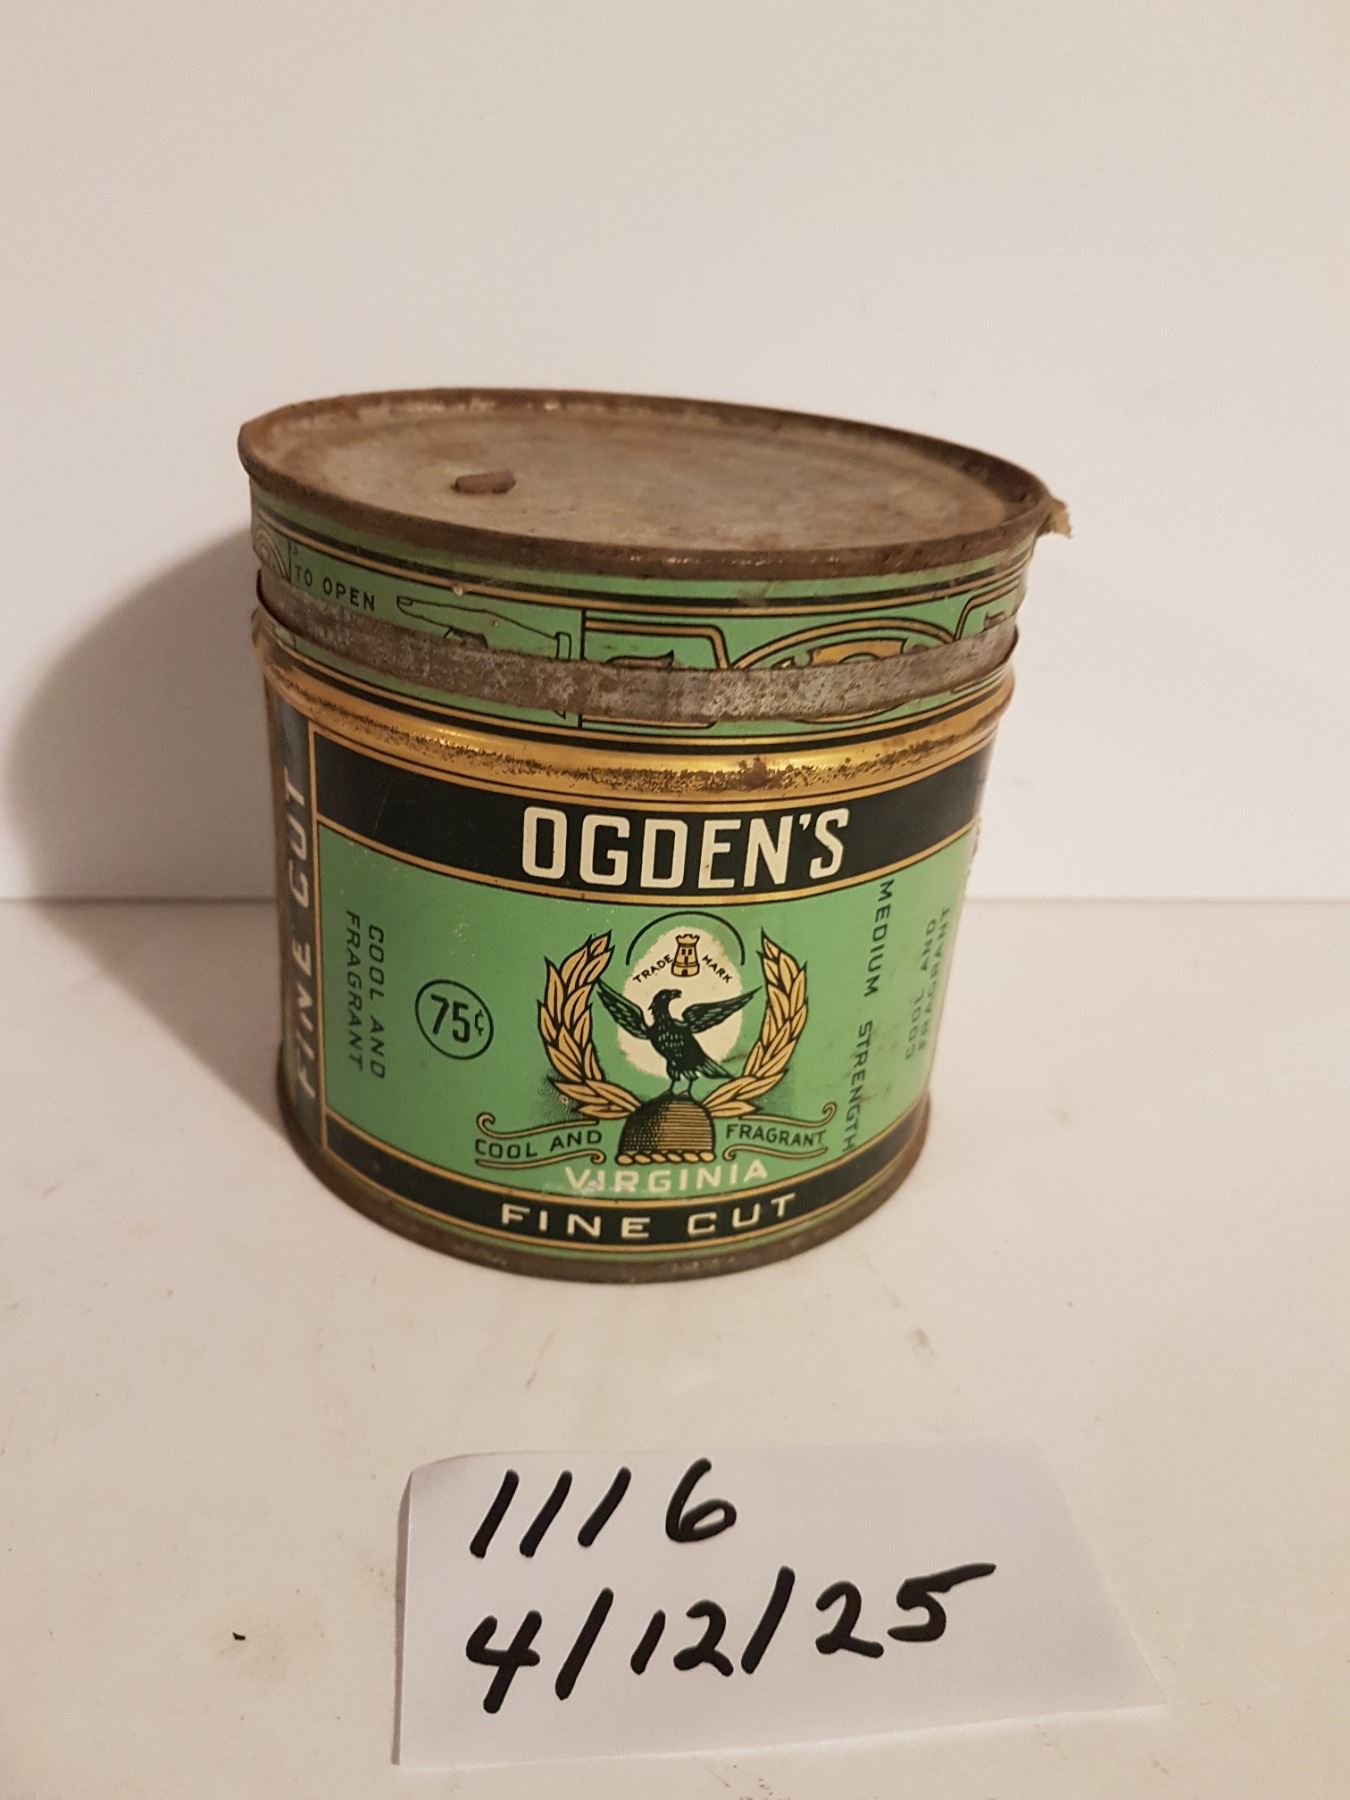 TO OPEN
OGDEN'S
FINE CUT
COOL AND
FRAGRANT
75¢
TRADE MARK
MEDIUM STRENGTH
COOL AND
FRAGRANT
COOL AND FRAGRANT
VIRGINIA
FINE CUT
1116
4/12/25